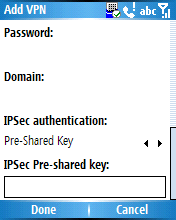 Add VPN abc
Password:
Domain:
IPSec authentication:
Pre-Shared Key
IPSec Pre-shared key:
Done Cancel